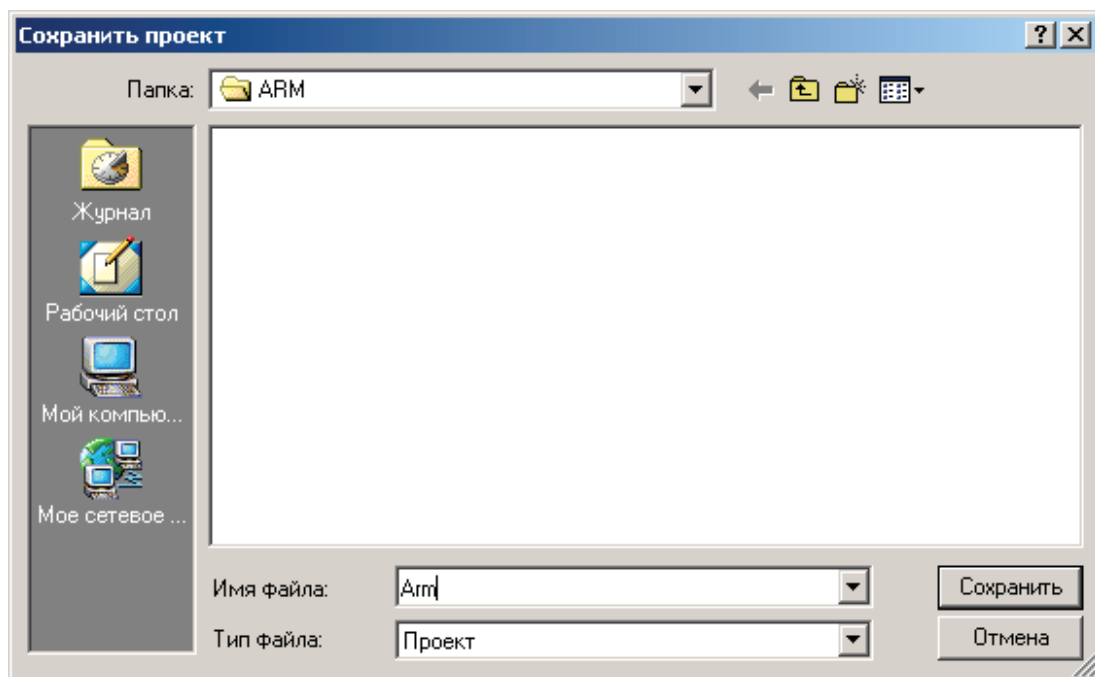 Сохранить проект
Папка: ARM
Журнал
Рабочий стол
Мой компью...
Мое сетевое ...
Имя файла: Arm Сохранить
Тип файла: Проект Отмена